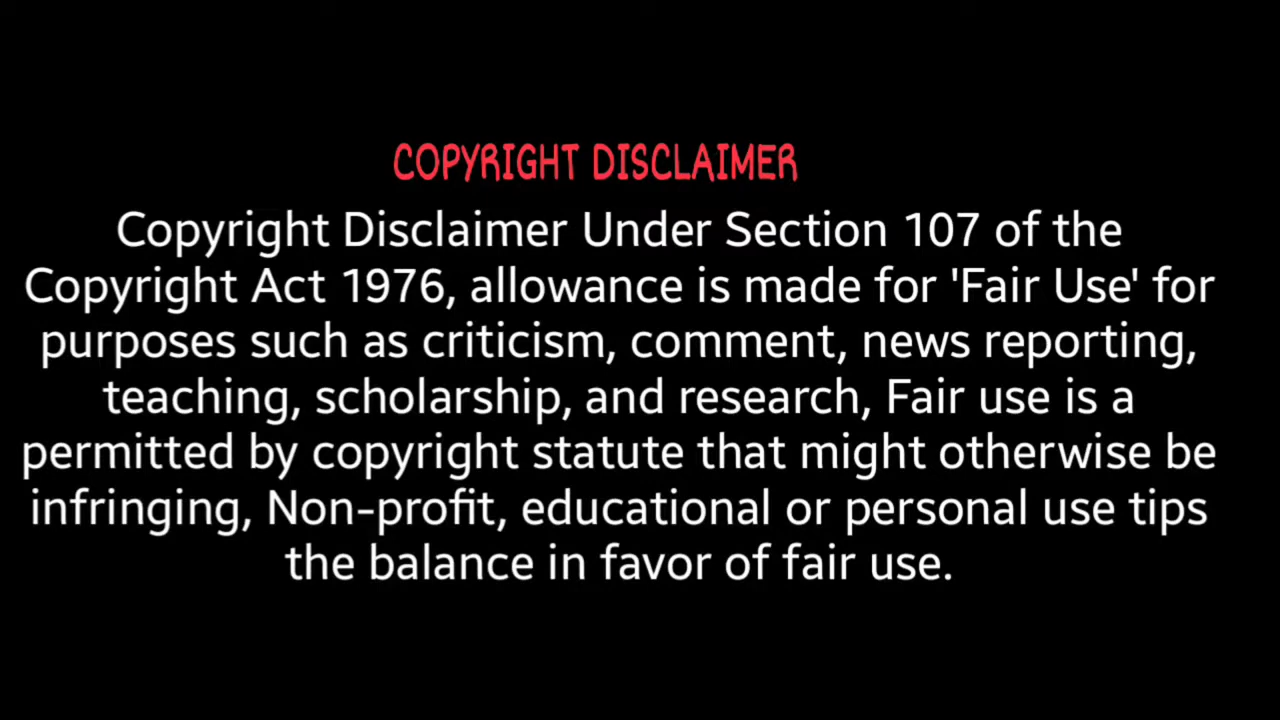 COPYRIGHT DISCLAIMER
Copyright Disclaimer Under Section 107 of the
Copyright Act 1976, allowance is made for 'Fair Use' for
purposes such as criticism, comment, news reporting,
teaching, scholarship, and research, Fair use is a
permitted by copyright statute that might otherwise be
infringing, Non-profit, educational or personal use tips
the balance in favor of fair use.